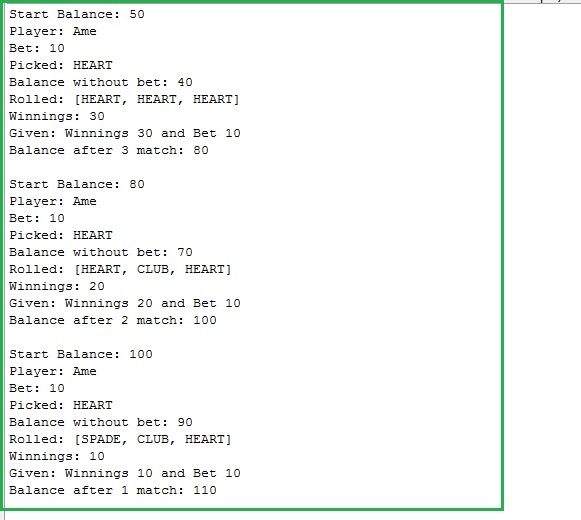 Start Balance: 50
Player: Ame
Bet: 10
Picked: HEART
Balance without bet: 40
Rolled: [HEART, HEART, HEART]
Winnings: 30
Given: Winnings 30 and Bet 10
Balance after 3 match: 80
Start Balance: 80
Player: Ame
Bet: 10
Picked: HEART
Balance without bet: 70
Rolled: [HEART, CLUB, HEART]
Winnings: 20
Given: Winnings 20 and Bet 10
Balance after 2 match: 100
Start Balance: 100
Player: Ame
Bet: 10
Picked: HEART
Balance without bet: 90
Rolled: [SPADE, CLUB, HEART]
Winnings: 10
Given: Winnings 10 and Bet 10
Balance after 1 match: 110